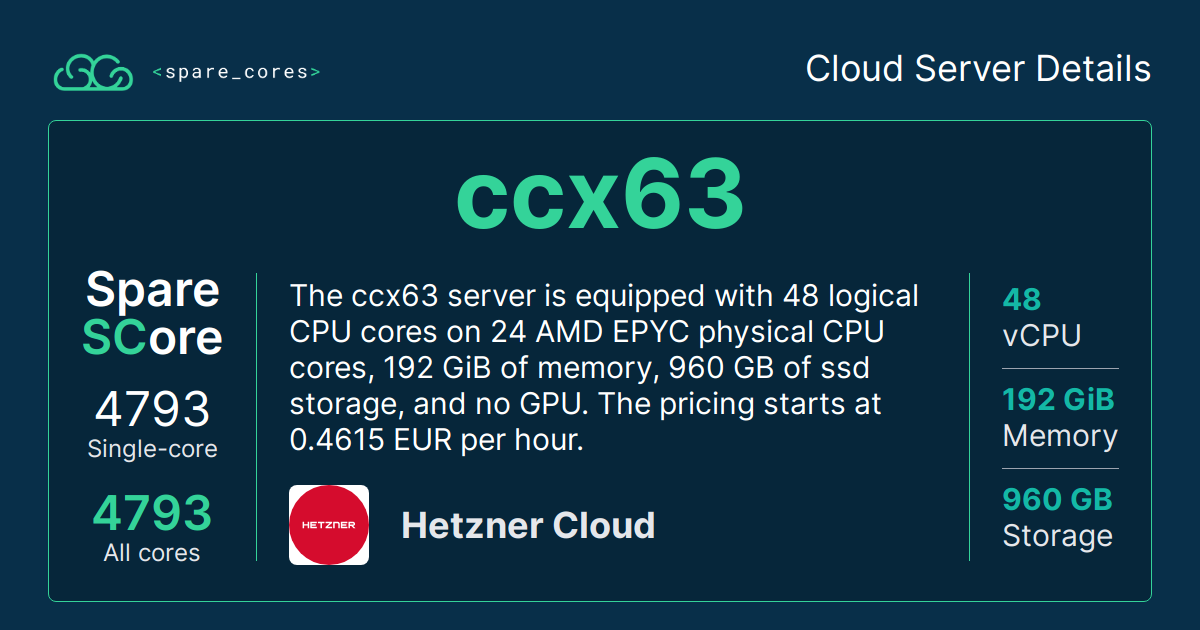 <spare_cores>
Cloud Server Details
ccx63
Spare
SCore
4793
Single-core
4793
All cores
The ccx63 server is equipped with 48 logical
CPU cores on 24 AMD EPYC physical CPU
cores, 192 GiB of memory, 960 GB of ssd
storage, and no GPU. The pricing starts at
0.4615 EUR per hour.
HETZNER
Hetzner Cloud
48
vCPU
192 GiB
Memory
960 GB
Storage